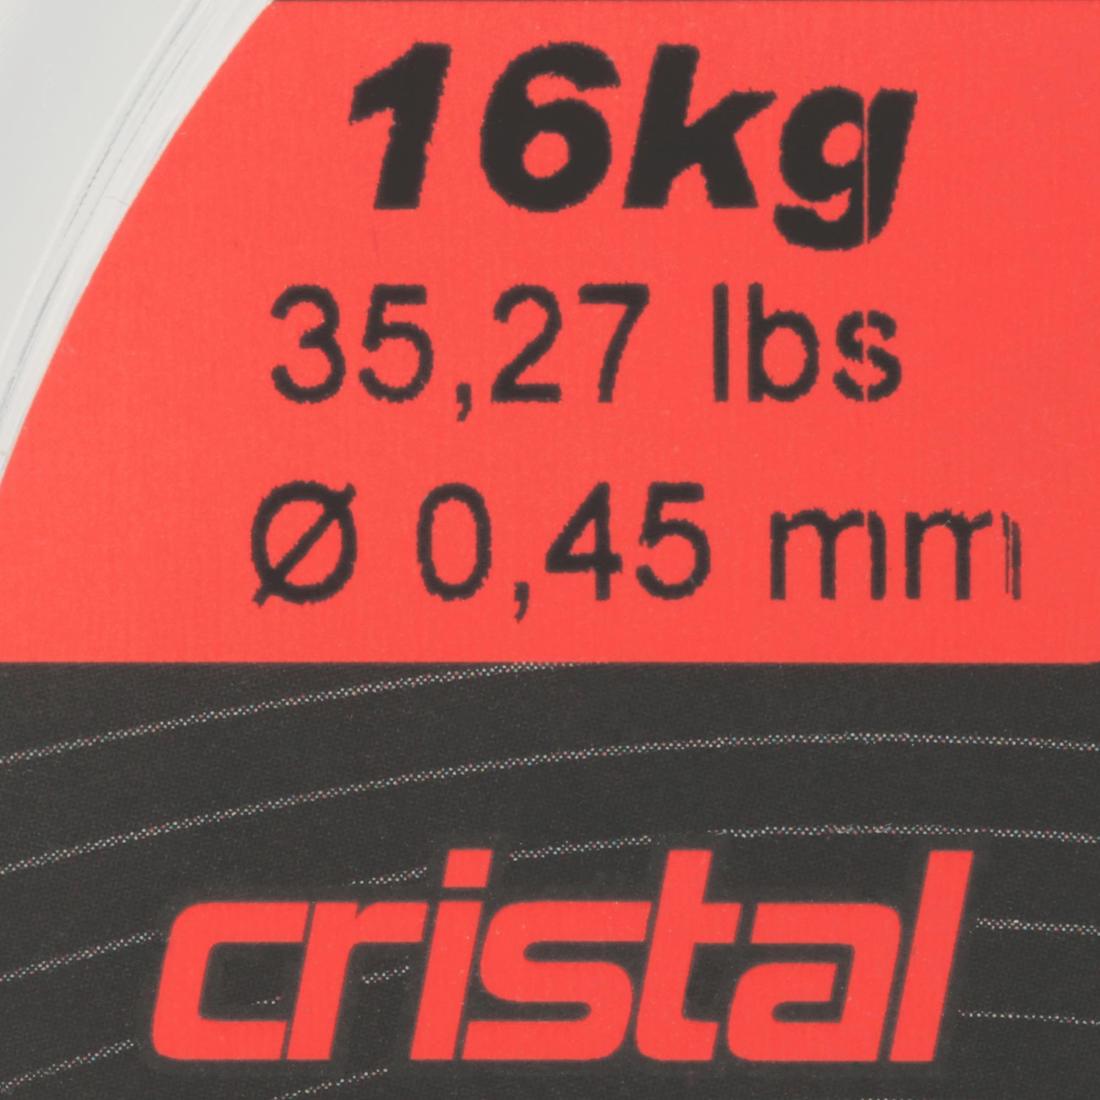 16kg
35,27 lbs
Ø 0,45 mm
cristal